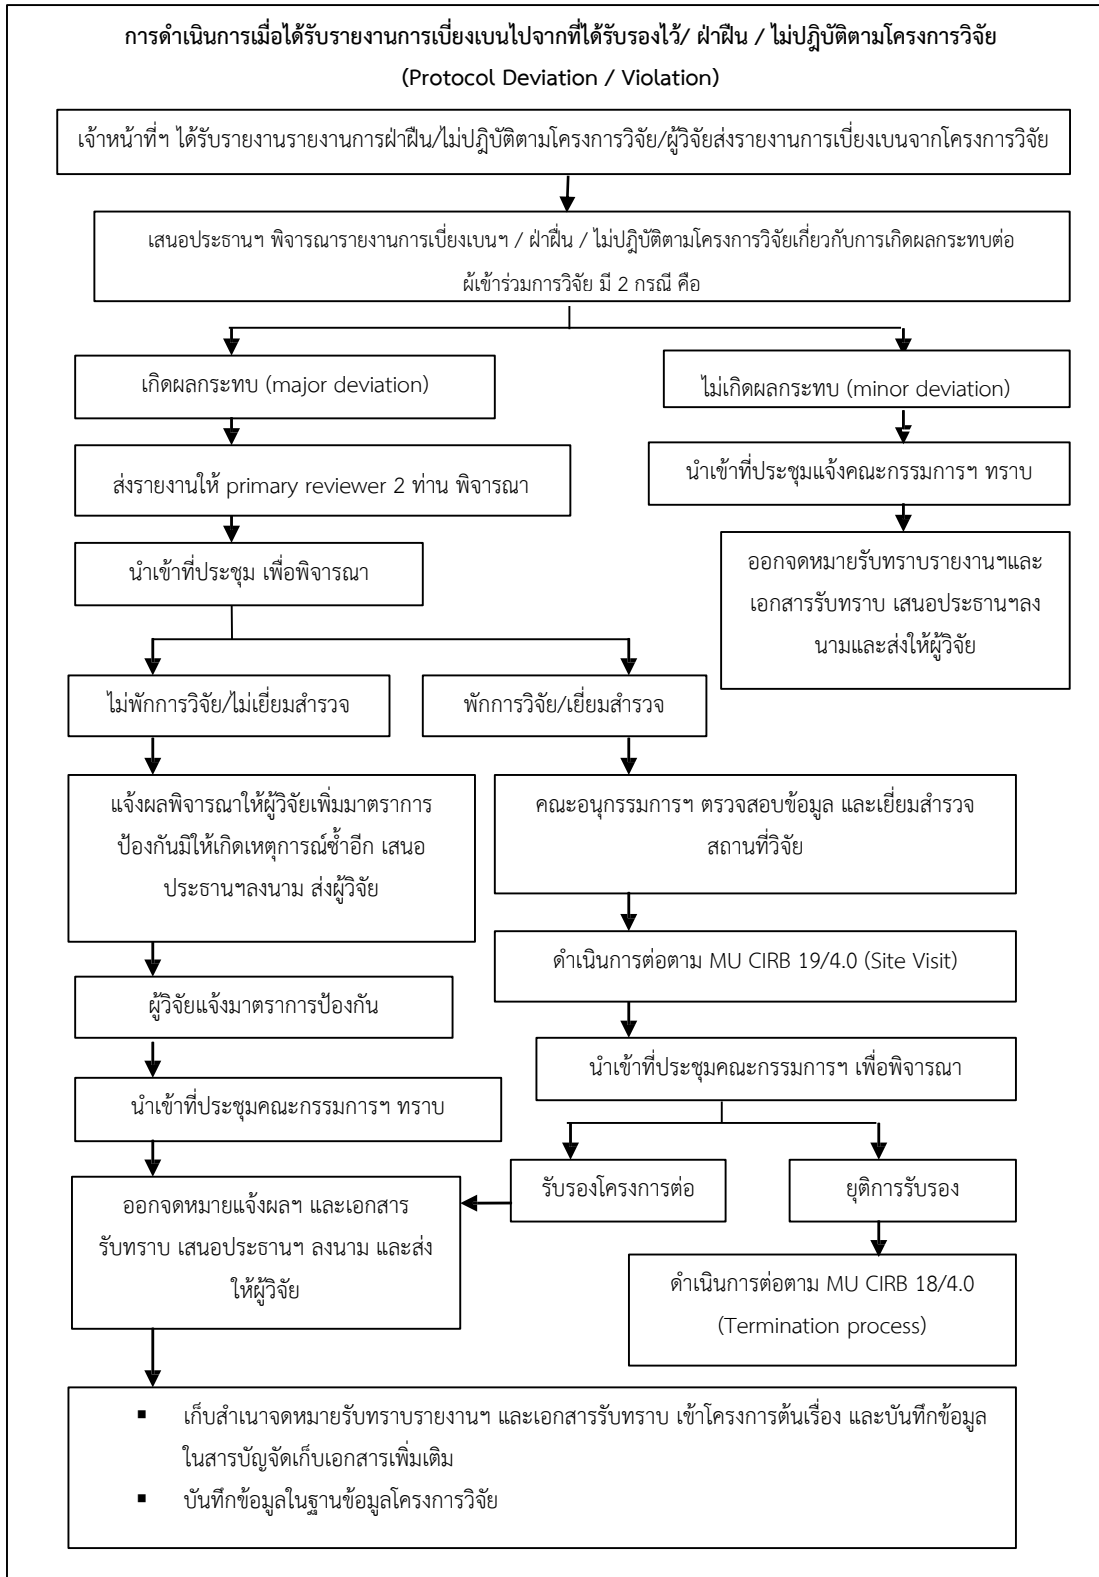 การดำเนินการเมื่อได้รับรายงานการเบี่ยงเบนไปจากที่ได้รับรองไว้/ ฝ่าฝืน / ไม่ปฎิบัติตามโครงการวิจัย
(Protocol Deviation / Violation)
เจ้าหน้าที่ฯ ได้รับรายงานรายงานการฝ่าฝืน/ไม่ปฎิบัติตามโครงการวิจัย/ผู้วิจัยส่งรายงานการเบี่ยงเบนจากโครงการวิจัย
เสนอประธานฯ พิจารณารายงานการเบี่ยงเบนฯ / ฝ่าฝืน / ไม่ปฎิบัติตามโครงการวิจัยเกี่ยวกับการเกิดผลกระทบต่อ
ผู้เข้าร่วมการวิจัย มี 2 กรณี คือ
เกิดผลกระทบ (major deviation)
ไม่เกิดผลกระทบ (minor deviation)
ส่งรายงานให้ primary reviewer 2 ท่าน พิจารณา
นำเข้าที่ประชุมแจ้งคณะกรรมการฯ ทราบ
นำเข้าที่ประชุม เพื่อพิจารณา
ออกจดหมายรับทราบรายงานฯและ
เอกสารรับทราบ เสนอประธานฯลง
นามและส่งให้ผู้วิจัย
ไม่พักการวิจัย/ไม่เยี่ยมสำรวจ
พักการวิจัย/เยี่ยมสำรวจ
แจ้งผลพิจารณาให้ผู้วิจัยเพิ่มมาตราการ
ป้องกันมิให้เกิดเหตุการณ์ซ้ำอีก เสนอ
ประธานฯลงนาม ส่งผู้วิจัย
คณะอนุกรรมการฯ ตรวจสอบข้อมูล และเยี่ยมสำรวจ
สถานที่วิจัย
ดำเนินการต่อตาม MU CIRB 19/4.0 (Site Visit)
ผู้วิจัยแจ้งมาตราการป้องกัน
นำเข้าที่ประชุมคณะกรรมการฯ เพื่อพิจารณา
นำเข้าที่ประชุมคณะกรรมการฯ ทราบ
รับรองโครงการต่อ
ยุติการรับรอง
ออกจดหมายแจ้งผลฯ และเอกสาร
รับทราบ เสนอประธานฯ ลงนาม และส่ง
ให้ผู้วิจัย
ดำเนินการต่อตาม MU CIRB 18/4.0
(Termination process)
▪ เก็บสำเนาจดหมายรับทราบรายงานฯ และเอกสารรับทราบ เข้าโครงการต้นเรื่อง และบันทึกข้อมูล
ในสารบัญจัดเก็บเอกสารเพิ่มเติม
▪ บันทึกข้อมูลในฐานข้อมูลโครงการวิจัย